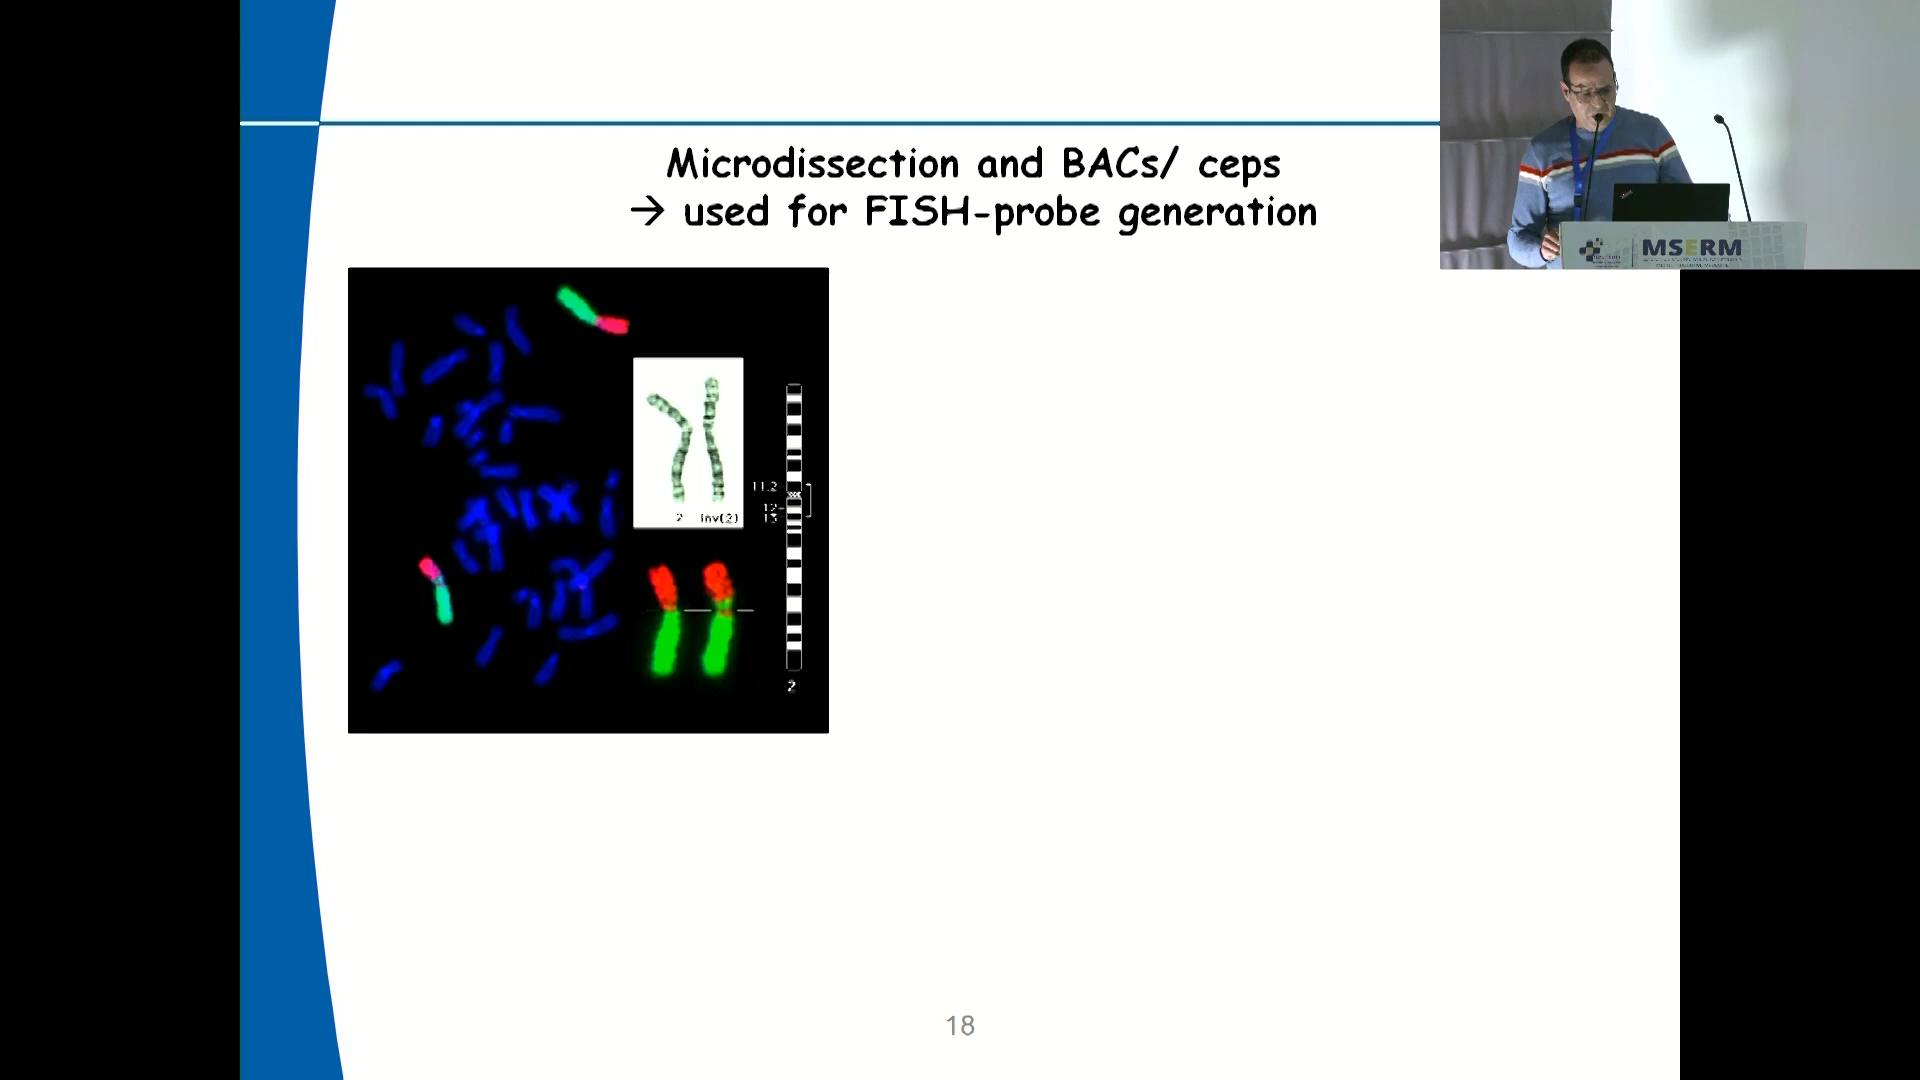 Microdissection and BACs/ ceps
→ used for FISH-probe generation
MSERM
2 inv(2)
11.2
12
13
2
18